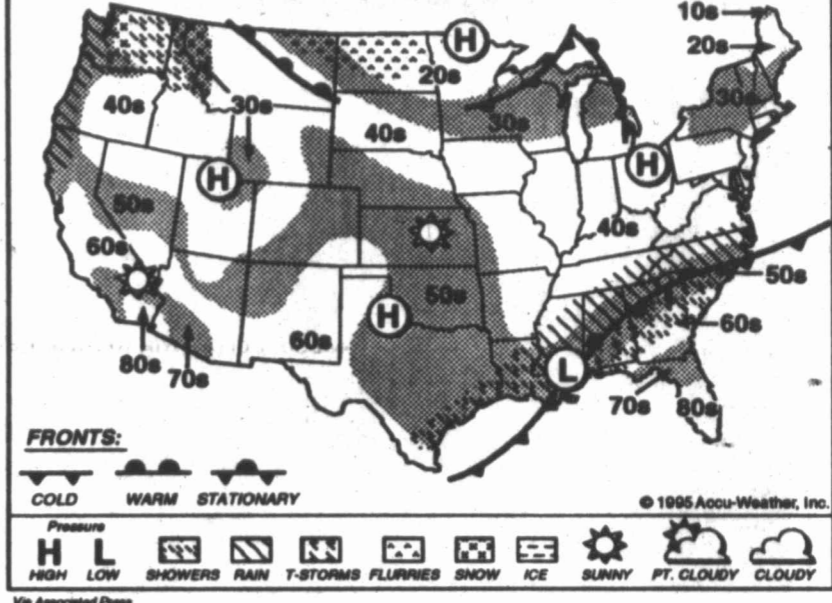 10s
H
20s
20s
30s
40s
30s
40s
30s
H
H
50s
60s
40s
50s
50s
H
60s
60s
L
80s
70s
70s
80s
FRONTS:
COLD WARM STATIONARY
© 1995 Accu-Weather, Inc.
Pressure
H L
HIGH LOW SHOWERS RAIN T-STORMS FLURRIES SNOW ICE SUNNY PT. CLOUDY CLOUDY
Via Associated Press